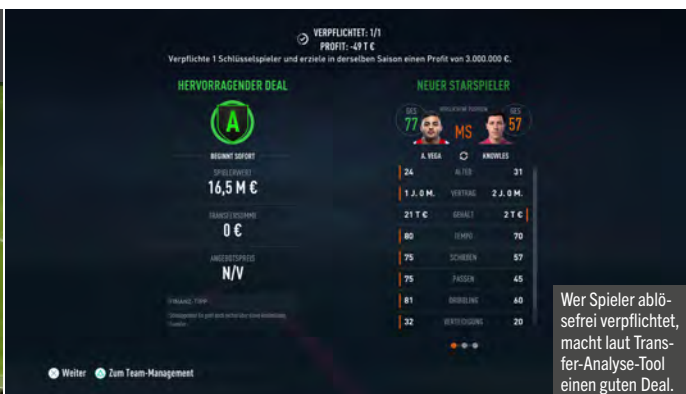 VERPFLICHTET: 1/1
PROFIT: -49 T €
Verpflichte 1 Schlüsselspieler und erziele in derselben Saison einen Profit von 3.000.000 €.
HERVORRAGENDER DEAL
A
BEGINNT SOFORT
SPIELERWERT
16,5 M €
TRANSFERSUMME
0 €
ANGEBOTSPREIS
N/V
FINANZ-TIPP
NEUER STARSPIELER
GES 77
MS
GES 57
A. VEGA KNOWLES
24 ALTER 31
1 J. 0 M. VERTRAG 2 J. 0 M.
21 T € GEHALT 2 T €
80 TEMPO 70
75 SCHIEßEN 57
75 PASSEN 45
81 DRIBBLING 60
32 VERTEIDIGUNG 20
Weiter Zum Team-Management
Wer Spieler ablö-
sefrei verpflichtet,
macht laut Trans-
fer-Analyse-Tool
einen guten Deal.